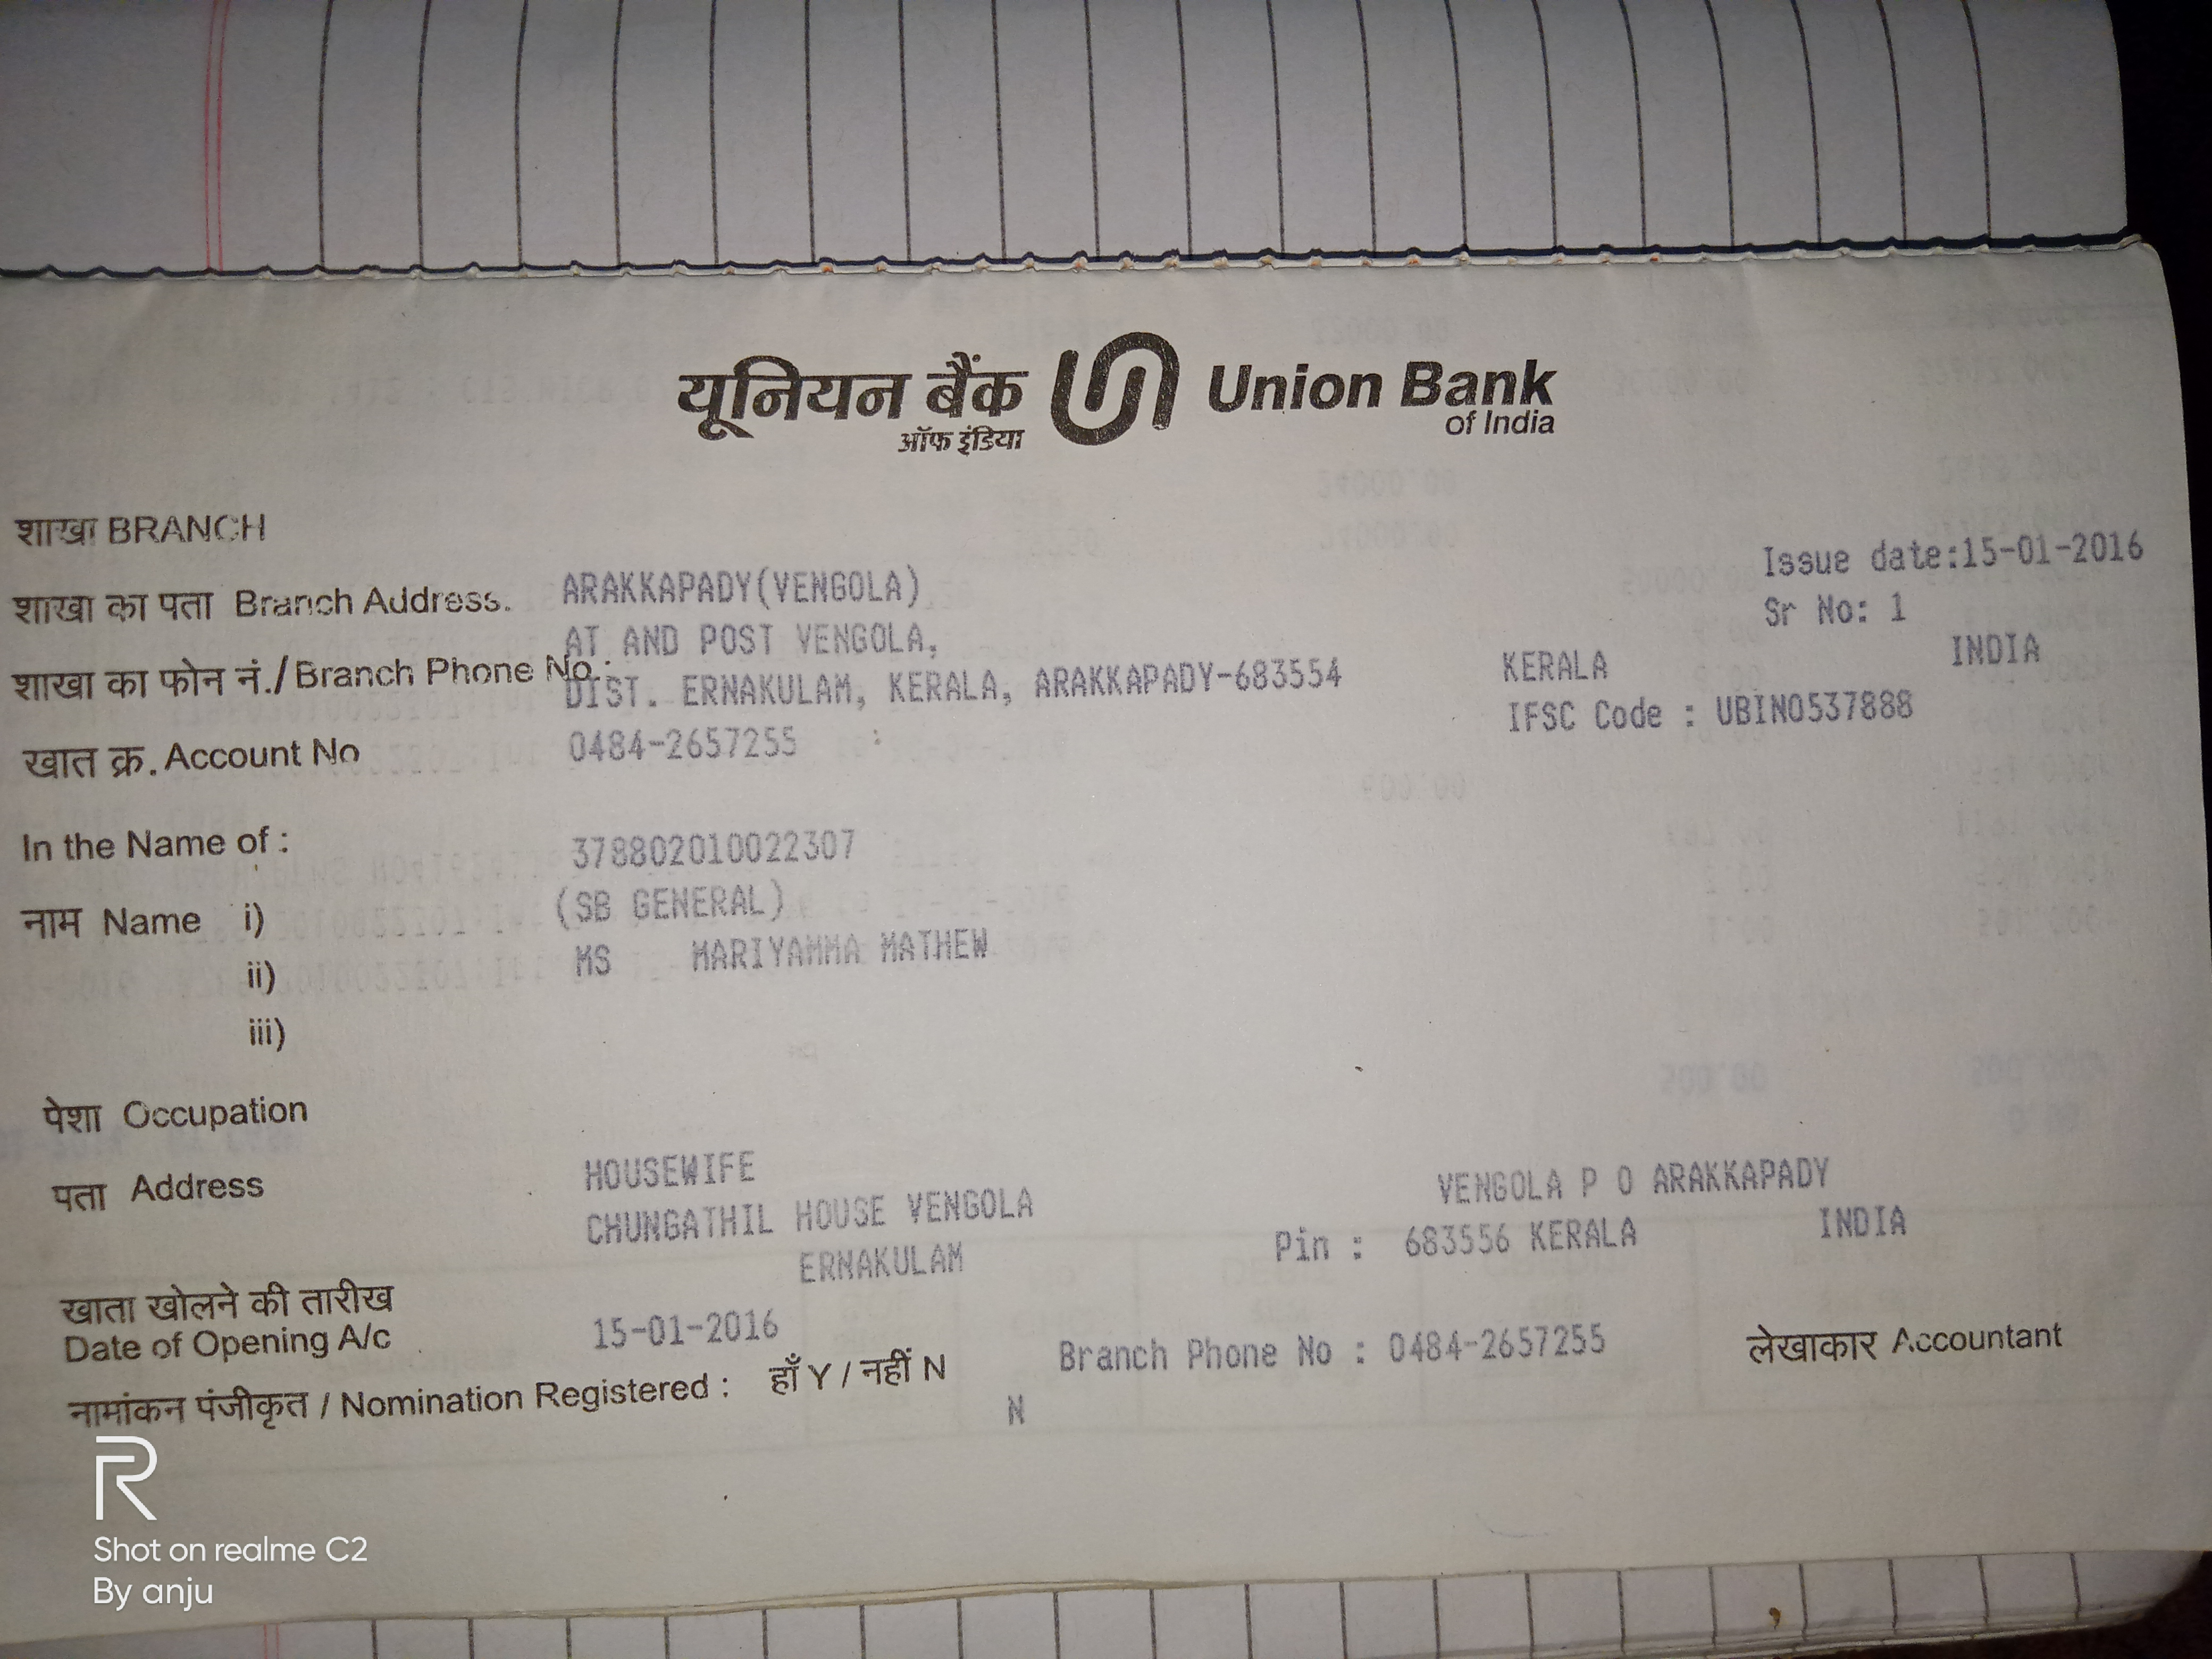 यूनियन बैंक Union Bank
ऑफ इंडिया of India
शाखा BRANCH
Issue date:15-01-2016
शाखा का पता Branch Address. ARAKKAPADY(VENGOLA)
Sr No: 1
AT AND POST VENGOLA,
KERALA INDIA
शाखा का फोन नं./Branch Phone No.:
DIST. ERNAKULAM, KERALA, ARAKKAPADY-683554
IFSC Code : UBIN0537888
खात क्र. Account No 0484-2657255 :
In the Name of : 378802010022307
(SB GENERAL)
नाम Name i)
MS MARIYAMMA MATHEW
ii)
iii)
पेशा Occupation
HOUSEWIFE
पता Address
CHUNGATHIL HOUSE VENGOLA VENGOLA P O ARAKKAPADY
ERNAKULAM Pin : 683556 KERALA INDIA
खाता खोलने की तारीख
Date of Opening A/c 15-01-2016
Branch Phone No : 0484-2657255 लेखाकार Accountant
नामांकन पंजीकृत / Nomination Registered : हाँ Y / नहीं N
N
R
Shot on realme C2
By anju